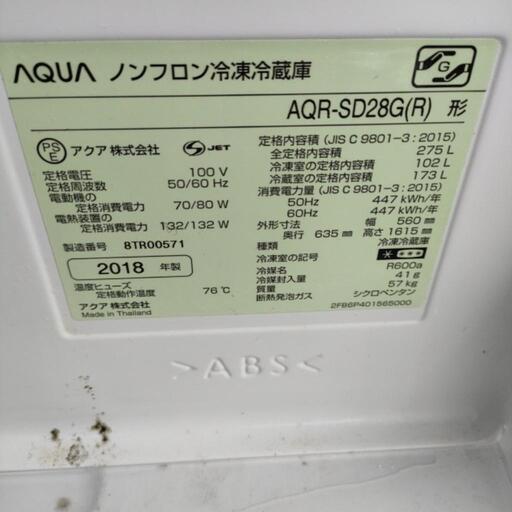 AQUA ノンフロン冷凍冷蔵庫
G
AQR-SD28G(R) 形
PS E アクア 株式会社 S JET
定格電圧 100 V
定格周波数 50/60 Hz
電動機の
定格消費電力 70/80 W
電熱装置の
定格消費電力 132/132 W
製造番号 8TR00571
2018 年製
温度ヒューズ
定格動作温度 76℃
アクア 株式会社
Made in Thailand
定格内容積 (JIS C 9801-3 : 2015)
全定格内容積 275 L
冷凍室の定格内容積 102 L
冷蔵室の定格内容積 173 L
消費電力量 (JIS C 9801-3 : 2015)
50Hz 447 kWh/年
60Hz 447 kWh/年
外形寸法 幅 560 mm
奥行 635 mm 高さ 1615 mm
種類 冷凍冷蔵庫
冷凍室の記号
冷媒名 R600a
冷媒封入量 41 g
質量 57 kg
断熱発泡ガス シクロペンタン
2FB6P401565000
>ABS<